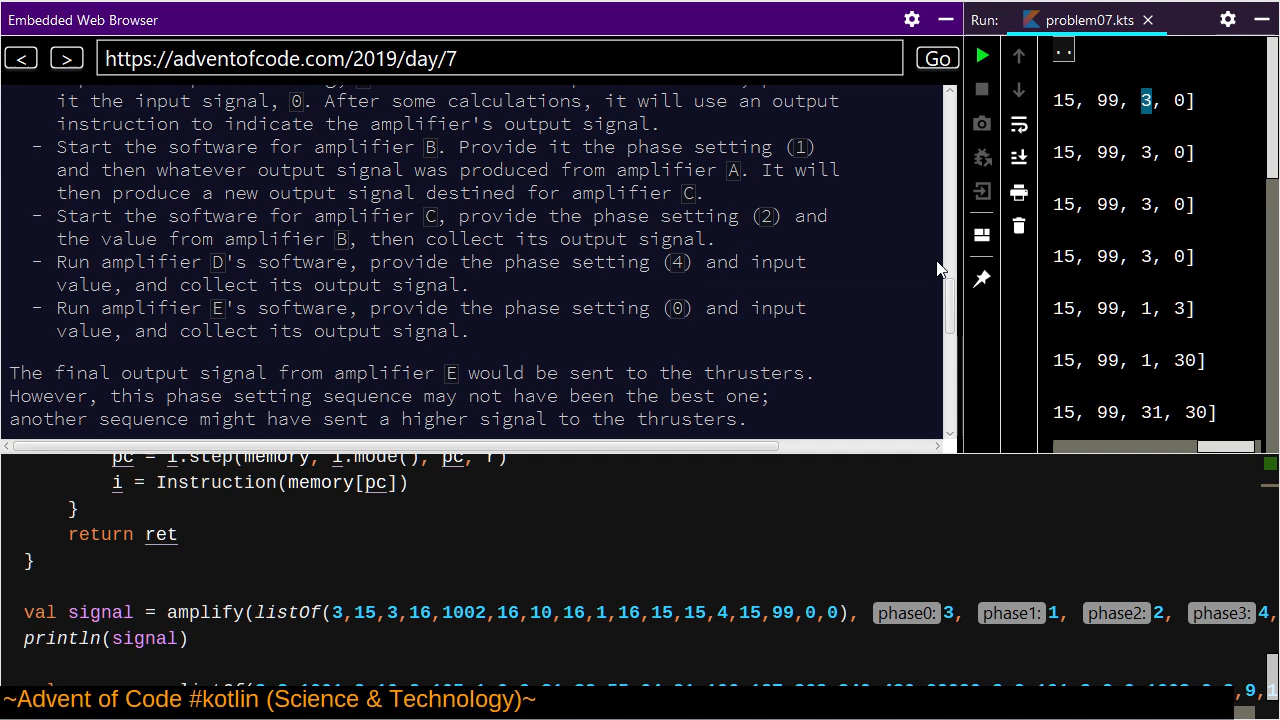 Embedded Web Browser
< > https://adventofcode.com/2019/day/7 Go
it the input signal, 0. After some calculations, it will use an output
instruction to indicate the amplifier's output signal.
- Start the software for amplifier B. Provide it the phase setting (1)
and then whatever output signal was produced from amplifier A. It will
then produce a new output signal destined for amplifier C.
- Start the software for amplifier C, provide the phase setting (2) and
the value from amplifier B, then collect its output signal.
- Run amplifier D's software, provide the phase setting (4) and input
value, and collect its output signal.
- Run amplifier E's software, provide the phase setting (0) and input
value, and collect its output signal.
The final output signal from amplifier E would be sent to the thrusters.
However, this phase setting sequence may not have been the best one;
another sequence might have sent a higher signal to the thrusters.
Run: problem07.kts
..
15, 99, 3, 0]
15, 99, 3, 0]
15, 99, 3, 0]
15, 99, 3, 0]
15, 99, 1, 3]
15, 99, 1, 30]
15, 99, 31, 30]
pc = i.step(memory, i.mode(), pc, r)
i = Instruction(memory[pc])
}
return ret
}
val signal = amplify(listOf(3,15,3,16,1002,16,10,16,1,16,15,15,4,15,99,0,0), phase0: 3, phase1: 1, phase2: 2, phase3: 4,
println(signal)
~Advent of Code #kotlin (Science & Technology)~